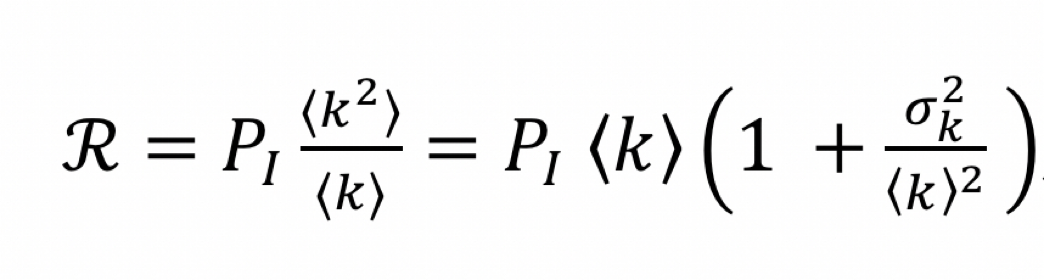 ℛ = P_I ⟨k²⟩/⟨k⟩ = P_I ⟨k⟩(1 + σ_k²/⟨k⟩²)